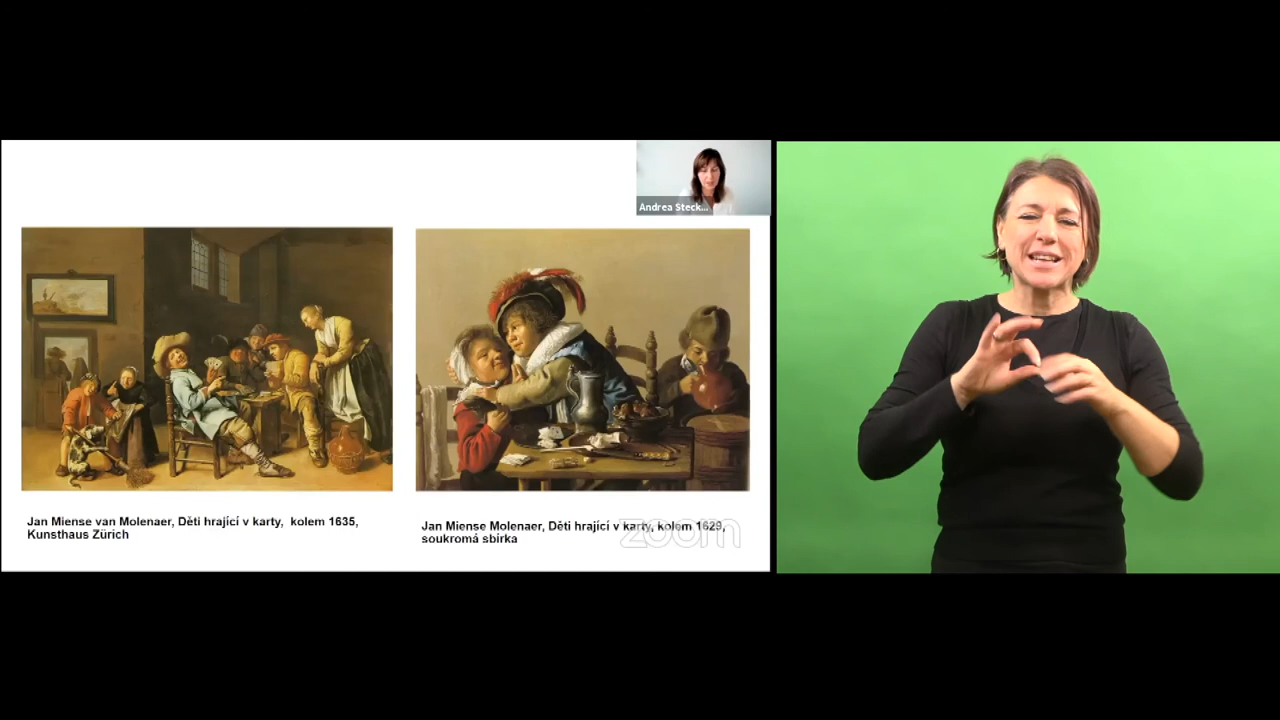 Andrea Steck...
Jan Miense van Molenaer, Děti hrající v karty, kolem 1635,
Kunsthaus Zürich
Jan Miense Molenaer, Děti hrající v karty, kolem 1629,
soukromá sbírka
zoom